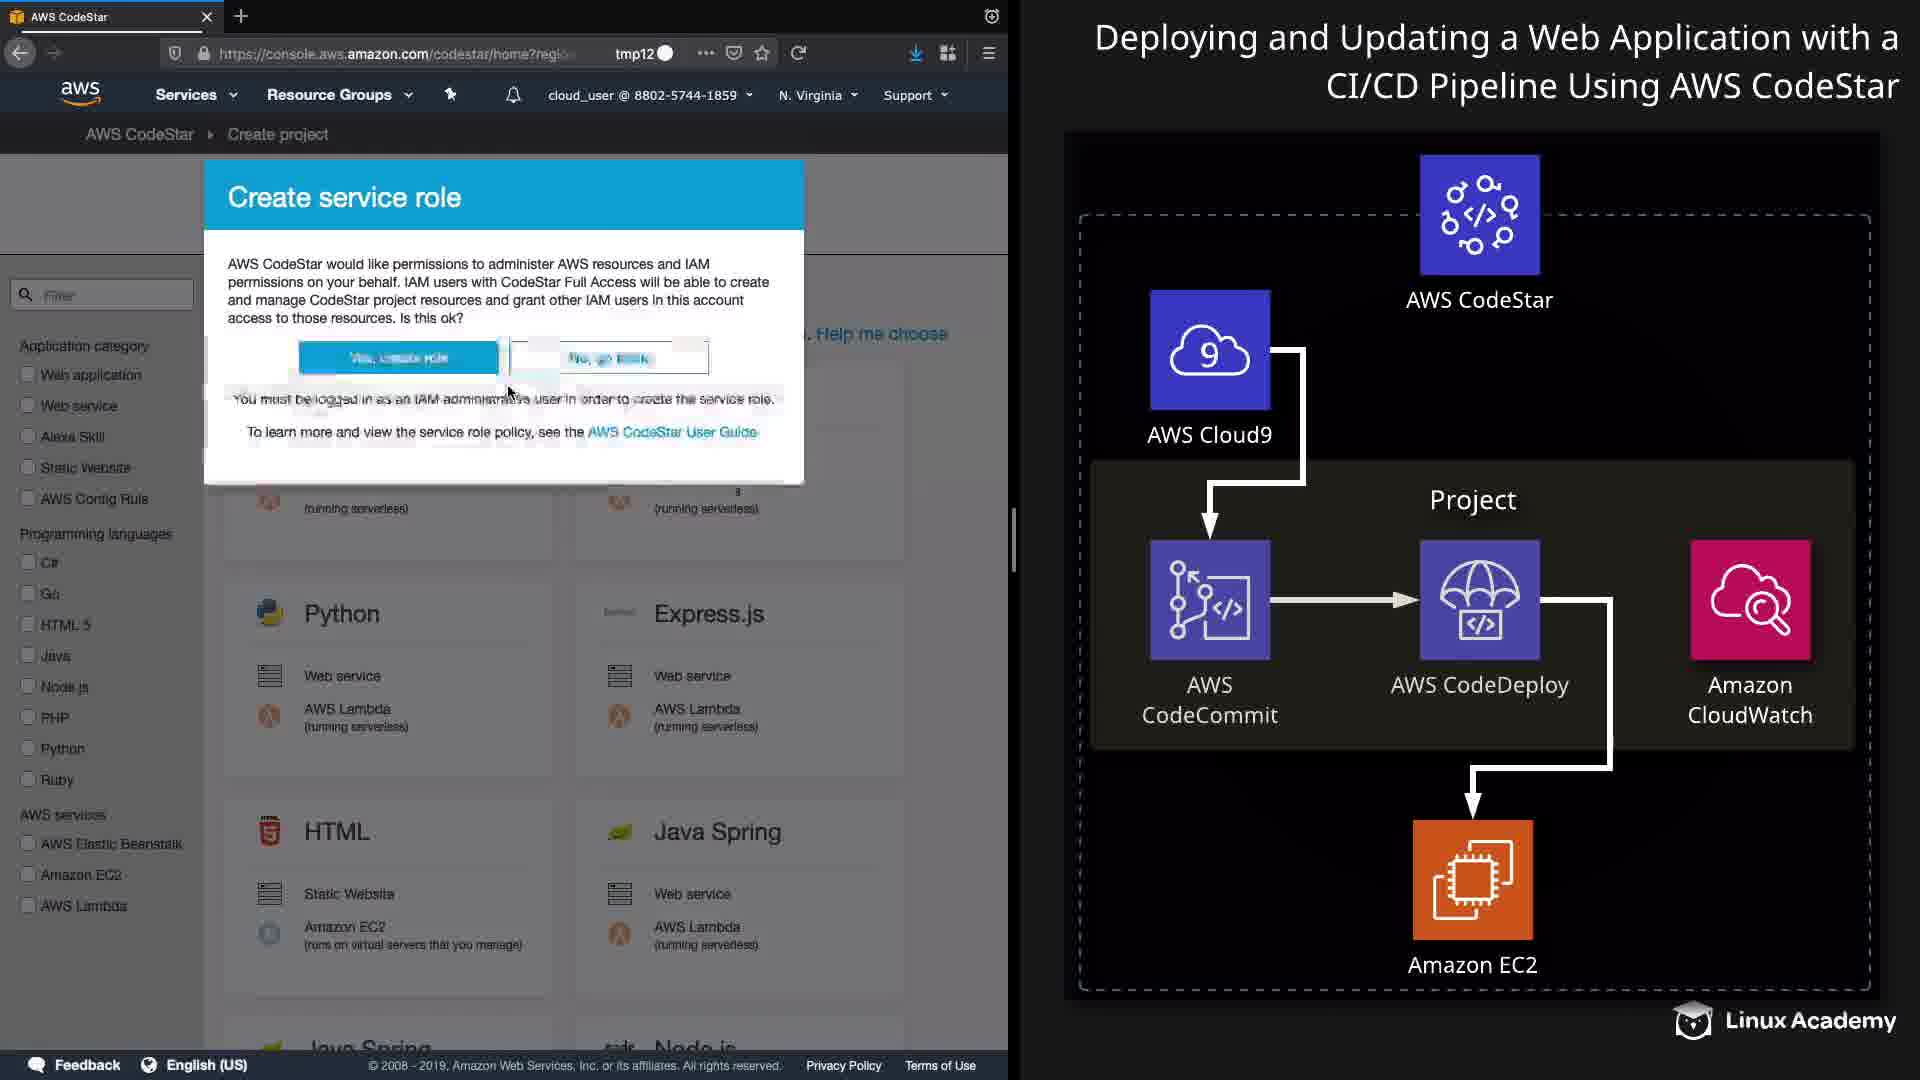 AWS CodeStar
https://console.aws.amazon.com/codestar/home?regio
tmp12
aws
Services
Resource Groups
cloud_user @ 8802-5744-1859
N. Virginia
Support
AWS CodeStar
Create project
Create service role
AWS CodeStar would like permissions to administer AWS resources and IAM
permissions on your behalf. IAM users with CodeStar Full Access will be able to create
and manage CodeStar project resources and grant other IAM users in this account
access to those resources. Is this ok?
Yes, create role
No, go back
You must be logged in as an IAM administrative user in order to create the service role.
To learn more and view the service role policy, see the AWS CodeStar User Guide
Filter
. Help me choose
Application category
Web application
Web service
Alexa Skill
Static Website
AWS Config Rule
Programming languages
C#
Go
HTML 5
Java
Node.js
PHP
Python
Ruby
AWS services
AWS Elastic Beanstalk
Amazon EC2
AWS Lambda
(running serverless)
(running serverless)
Python
Web service
AWS Lambda
(running serverless)
Express.js
Web service
AWS Lambda
(running serverless)
HTML
Static Website
Amazon EC2
(runs on virtual servers that you manage)
Java Spring
Web service
AWS Lambda
(running serverless)
Java Spring
Node.js
Feedback
English (US)
© 2008 - 2019, Amazon Web Services, Inc. or its affiliates. All rights reserved.
Privacy Policy
Terms of Use
Deploying and Updating a Web Application with a
CI/CD Pipeline Using AWS CodeStar
AWS CodeStar
9
AWS Cloud9
Project
AWS
CodeCommit
AWS CodeDeploy
Amazon
CloudWatch
Amazon EC2
Linux Academy